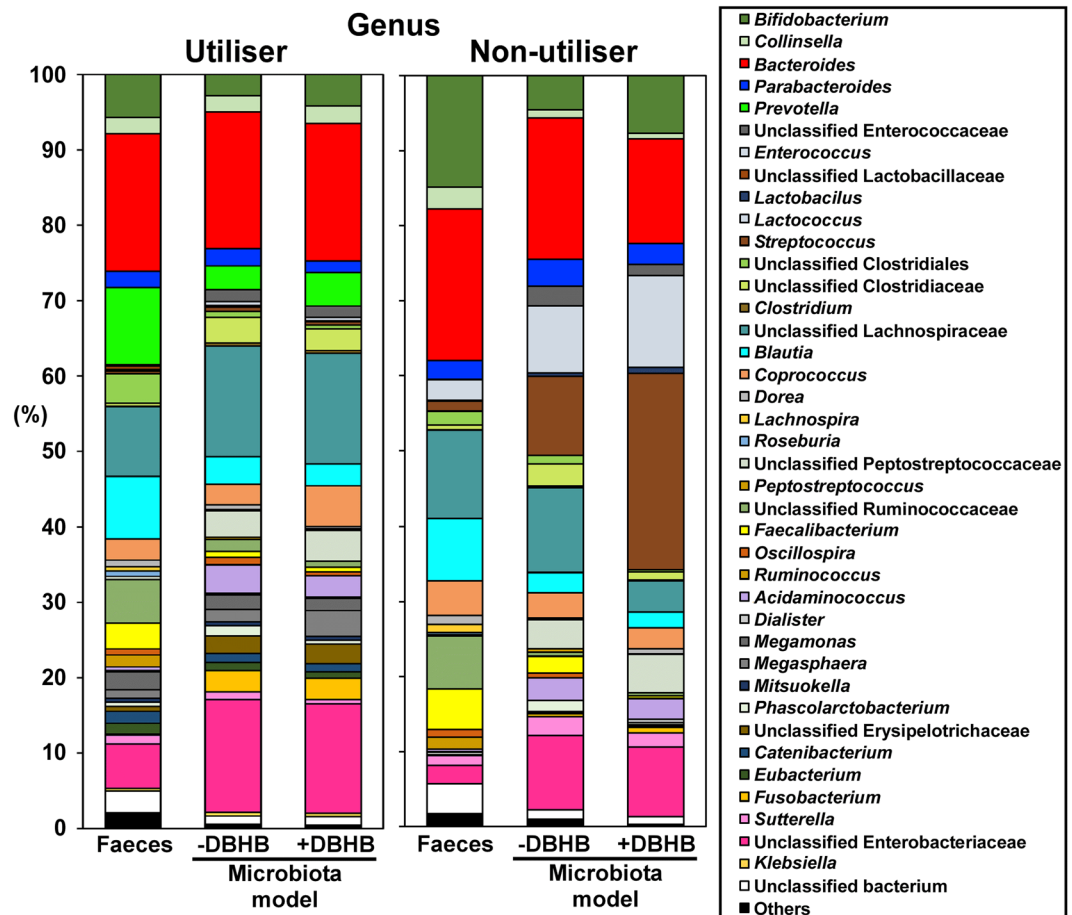 Genus
Utiliser
Non-utiliser
100
90
80
70
60
(%)
50
40
30
20
10
0
Faeces
-DBHB
+DBHB
Microbiota
model
Faeces
-DBHB
+DBHB
Microbiota
model
Bifidobacterium
Collinsella
Bacteroides
Parabacteroides
Prevotella
Unclassified Enterococcaceae
Enterococcus
Unclassified Lactobacillaceae
Lactobacilus
Lactococcus
Streptococcus
Unclassified Clostridiales
Unclassified Clostridiaceae
Clostridium
Unclassified Lachnospiraceae
Blautia
Coprococcus
Dorea
Lachnospira
Roseburia
Unclassified Peptostreptococcaceae
Peptostreptococcus
Unclassified Ruminococcaceae
Faecalibacterium
Oscillospira
Ruminococcus
Acidaminococcus
Dialister
Megamonas
Megasphaera
Mitsuokella
Phascolarctobacterium
Unclassified Erysipelotrichaceae
Catenibacterium
Eubacterium
Fusobacterium
Sutterella
Unclassified Enterobacteriaceae
Klebsiella
Unclassified bacterium
Others